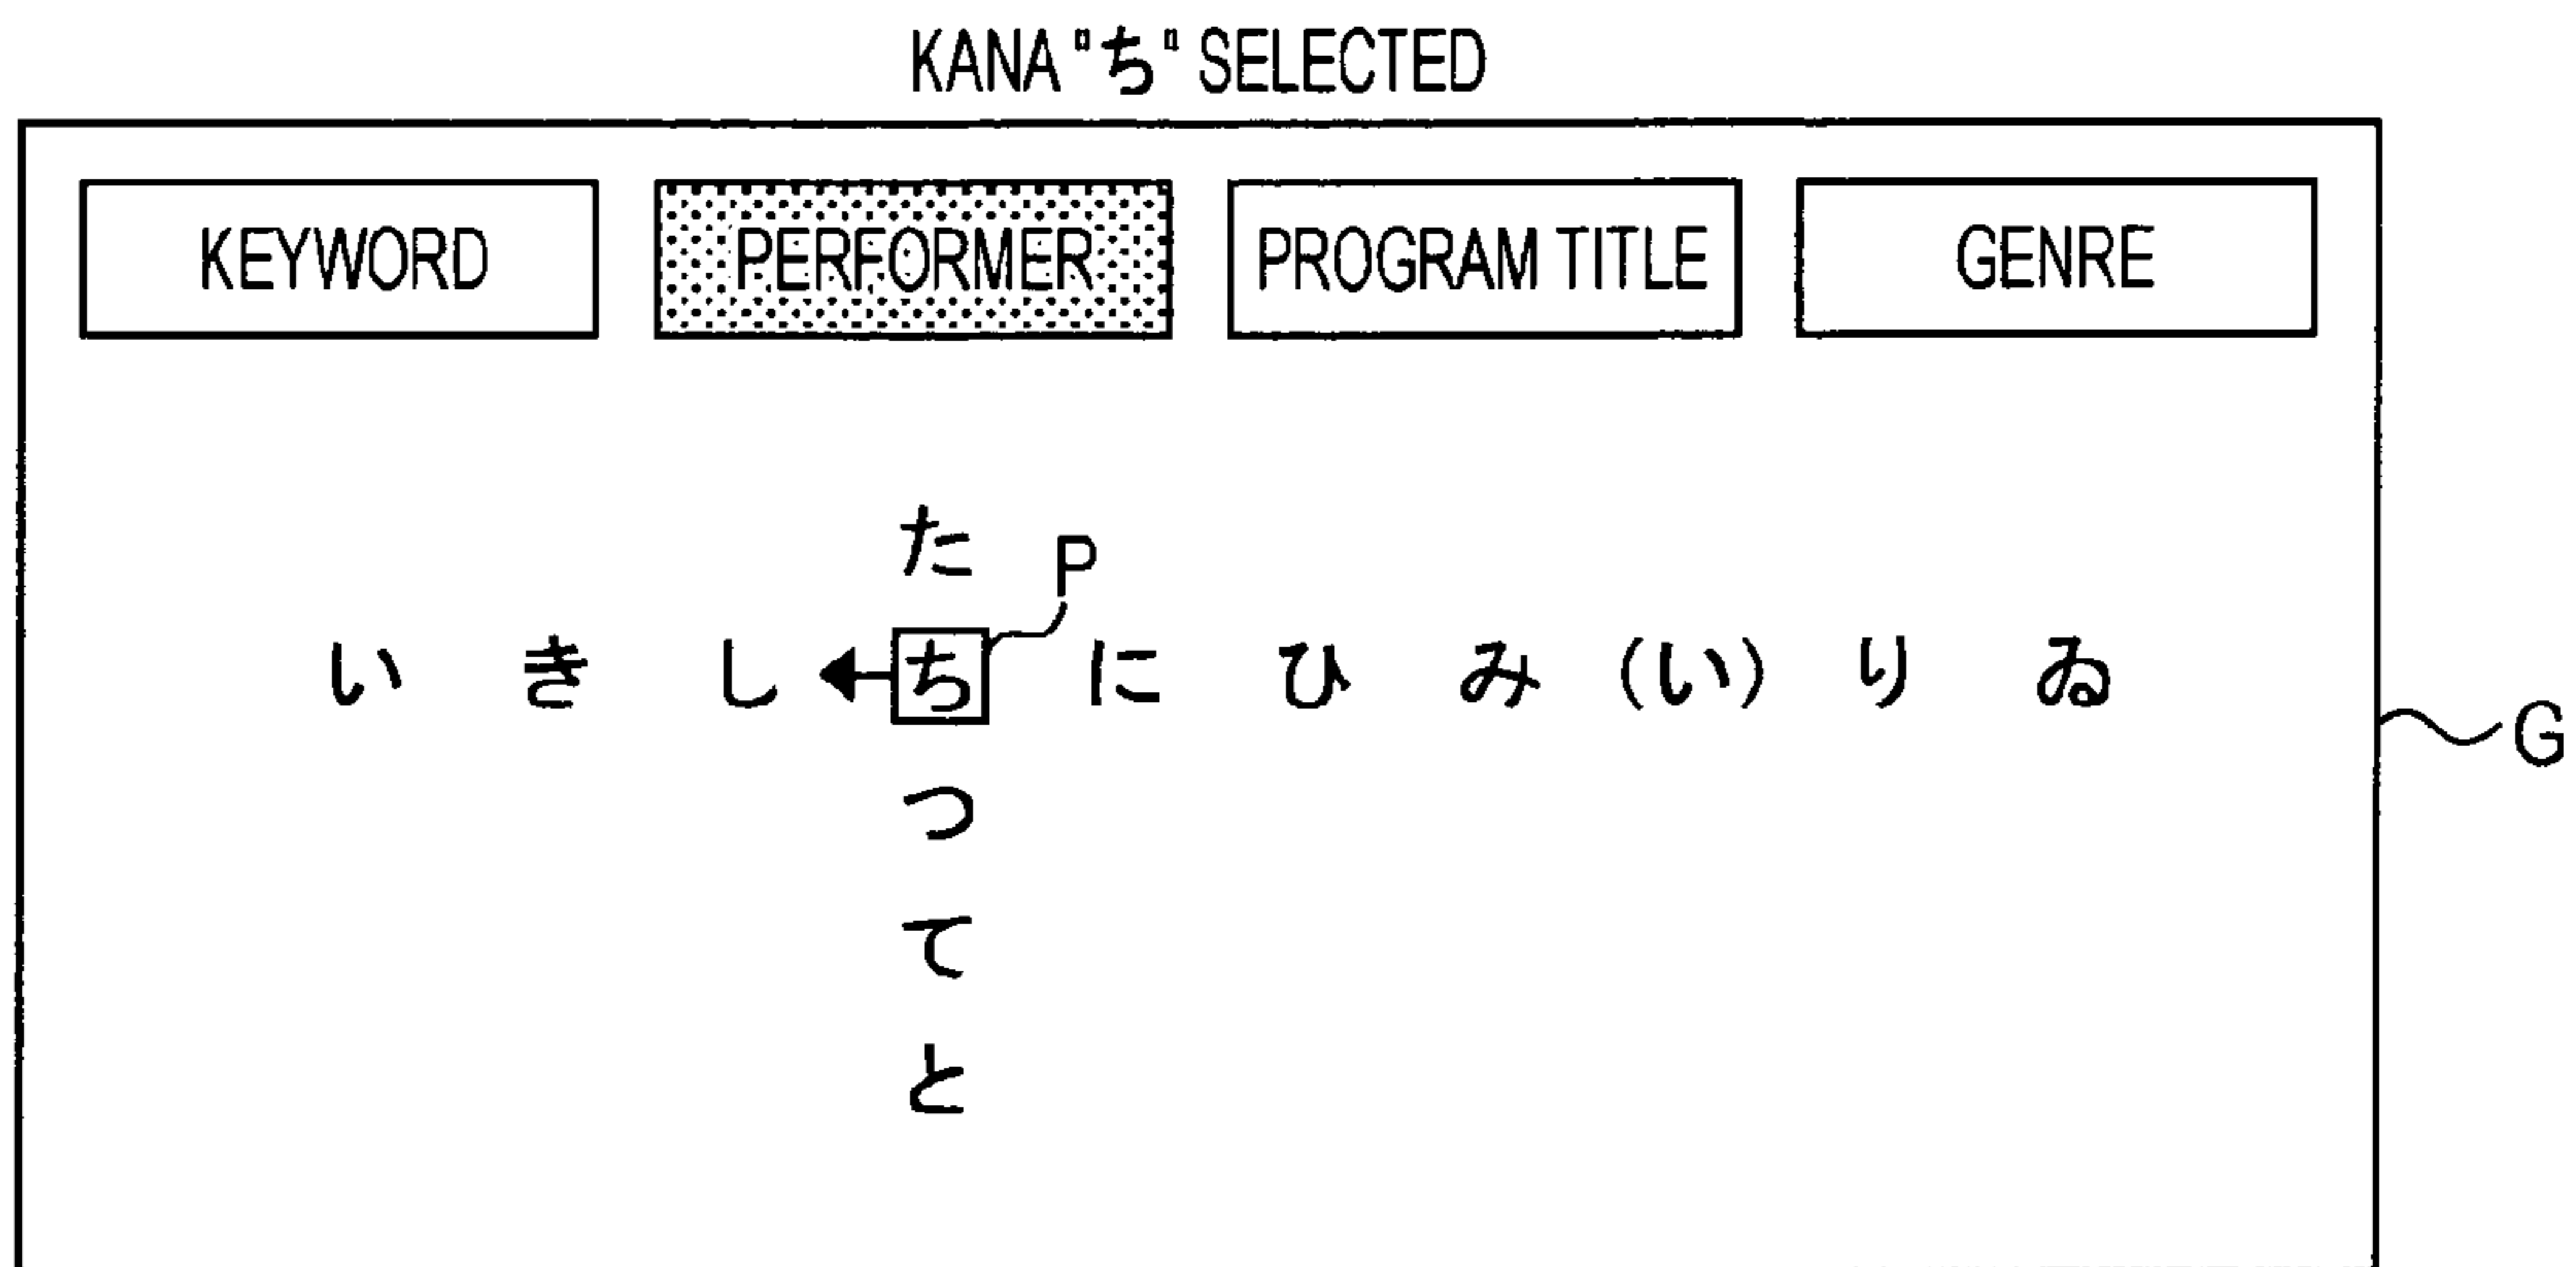 KANA "ち" SELECTED
KEYWORD PERFORMER PROGRAM TITLE GENRE
た
P
い き し ち に ひ み (い) り ゐ
G
つ
て
と